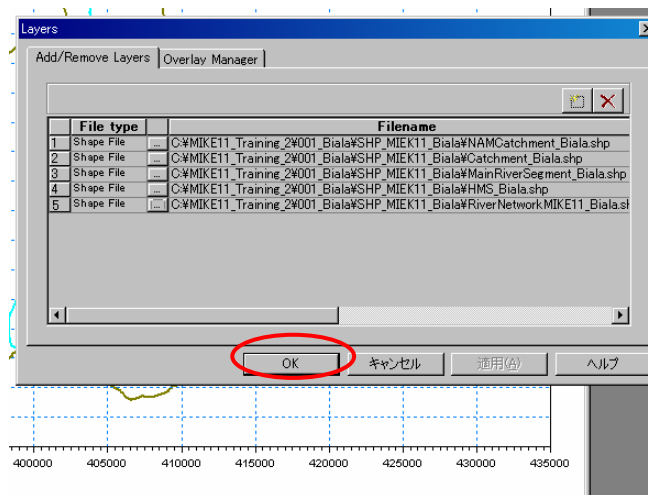 Layers
Add/Remove Layers Overlay Manager
File type Filename
1 Shape File ... C:¥MIKE11_Training_2¥001_Biala¥SHP_MIEK11_Biala¥NAMCatchment_Biala.shp
2 Shape File ... C:¥MIKE11_Training_2¥001_Biala¥SHP_MIEK11_Biala¥Catchment_Biala.shp
3 Shape File ... C:¥MIKE11_Training_2¥001_Biala¥SHP_MIEK11_Biala¥MainRiverSegment_Biala.shp
4 Shape File ... C:¥MIKE11_Training_2¥001_Biala¥SHP_MIEK11_Biala¥HMS_Biala.shp
5 Shape File ... C:¥MIKE11_Training_2¥001_Biala¥SHP_MIEK11_Biala¥RiverNetworkMIKE11_Biala.sh
OK キャンセル 適用(A) ヘルプ
400000 405000 410000 415000 420000 425000 430000 435000